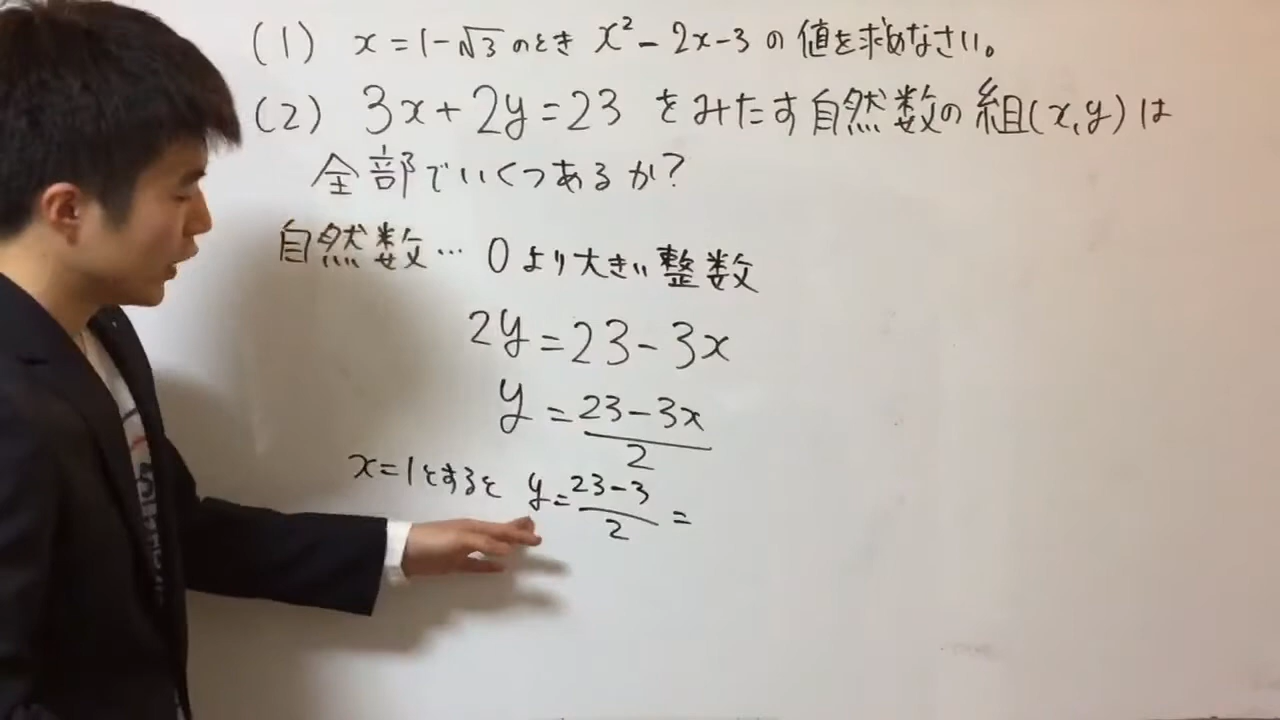 (1) x=1-√3のとき x²-2x-3の値を求めなさい。
(2) 3x+2y=23 をみたす自然数の組(x,y)は
全部でいくつあるか?
自然数… 0より大きい整数
2y=23-3x
y=23-3x/2
x=1とすると y=23-3/2=